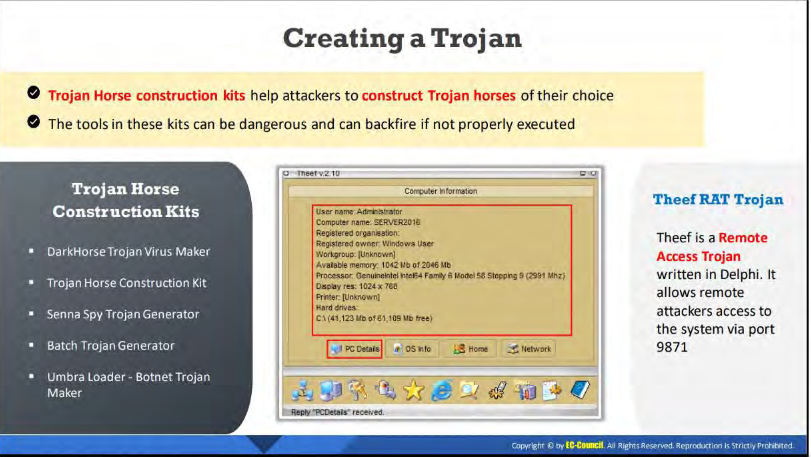 Creating a Trojan
Trojan Horse construction kits help attackers to construct Trojan horses of their choice
The tools in these kits can be dangerous and can backfire if not properly executed
Trojan Horse
Construction Kits
DarkHorse Trojan Virus Maker
Trojan Horse Construction Kit
Senna Spy Trojan Generator
Batch Trojan Generator
Umbra Loader - Botnet Trojan
Maker
Theef v.2.10
Computer Information
User name: Administrator
Computer name: SERVER2016
Registered organisation:
Registered owner: Windows User
Workgroup: [Unknown]
Available memory: 1042 Mb of 2046 Mb
Processor: GenuineIntel Intel64 Family 6 Model 58 Stepping 9 (2991 Mhz)
Display res: 1024 x 768
Printer: [Unknown]
Hard drives:
C:\ (41,123 Mb of 61,109 Mb free)
PC Details
OS Info
Home
Network
Reply "PCDetails" received.
Theef RAT Trojan
Theef is a Remote
Access Trojan
written in Delphi. It
allows remote
attackers access to
the system via port
9871
Copyright © by EC-Council. All Rights Reserved. Reproduction is Strictly Prohibited.